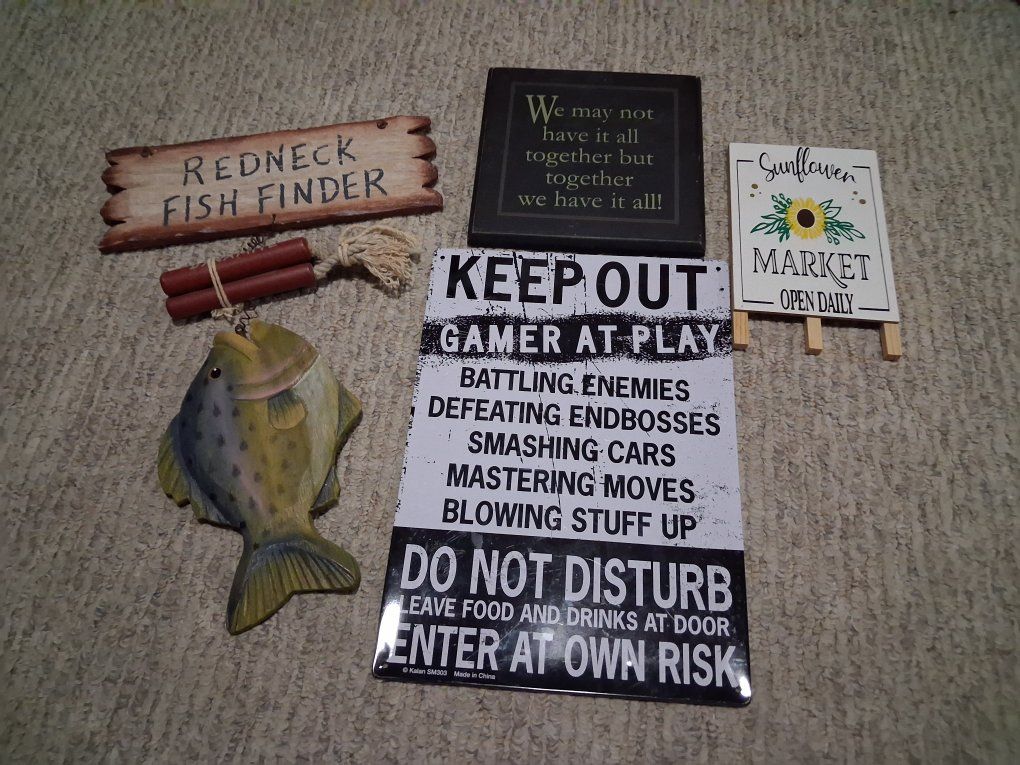 REDNECK
FISH FINDER
We may not
have it all
together but
together
we have it all!
Sunflower
MARKET
OPEN DAILY
KEEP OUT
GAMER AT PLAY
BATTLING ENEMIES
DEFEATING ENDBOSSES
SMASHING CARS
MASTERING MOVES
BLOWING STUFF UP
DO NOT DISTURB
LEAVE FOOD AND DRINKS AT DOOR
ENTER AT OWN RISK
© Kalan SM303 Made in China